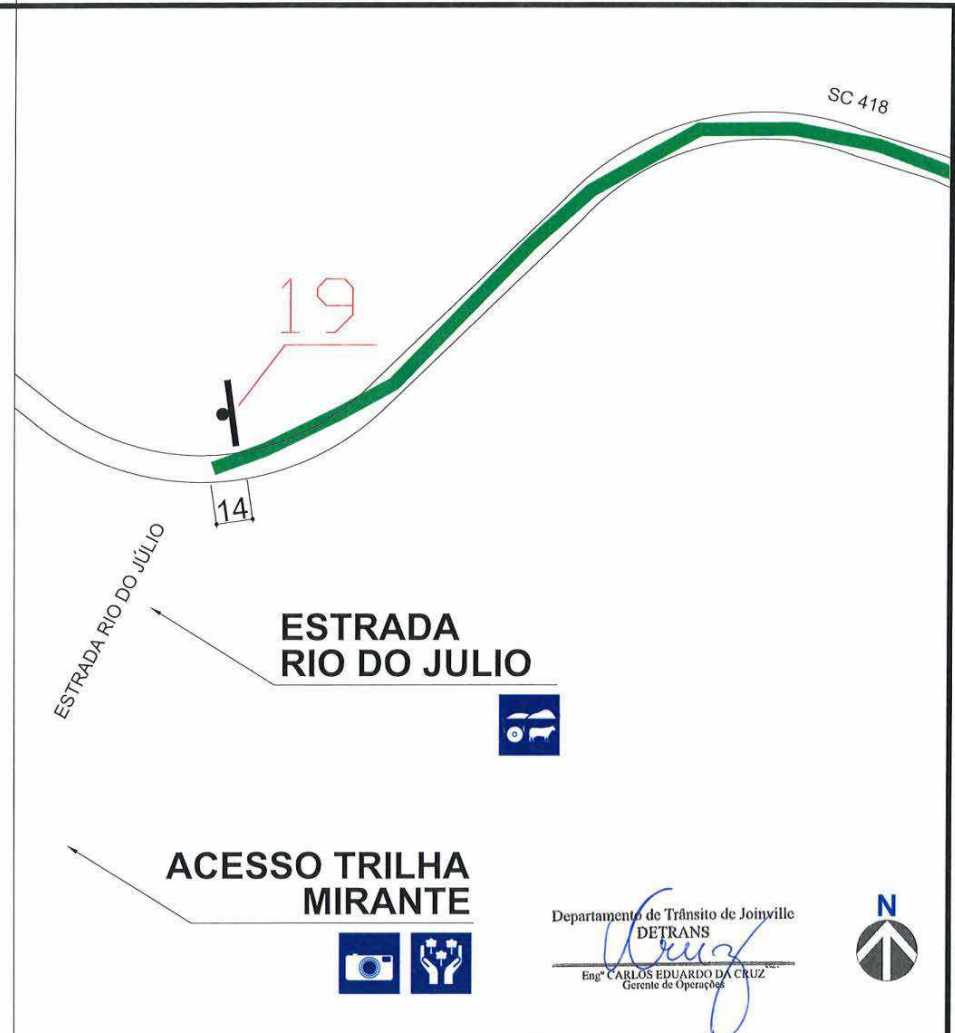 SC 418
19
14
ESTRADA RIO DO JÚLIO
ESTRADA
RIO DO JULIO
ACESSO TRILHA
MIRANTE
Departamento de Trânsito de Joinville
DETRANS
Cruz
Engº CARLOS EDUARDO DA CRUZ
Gerente de Operações
N